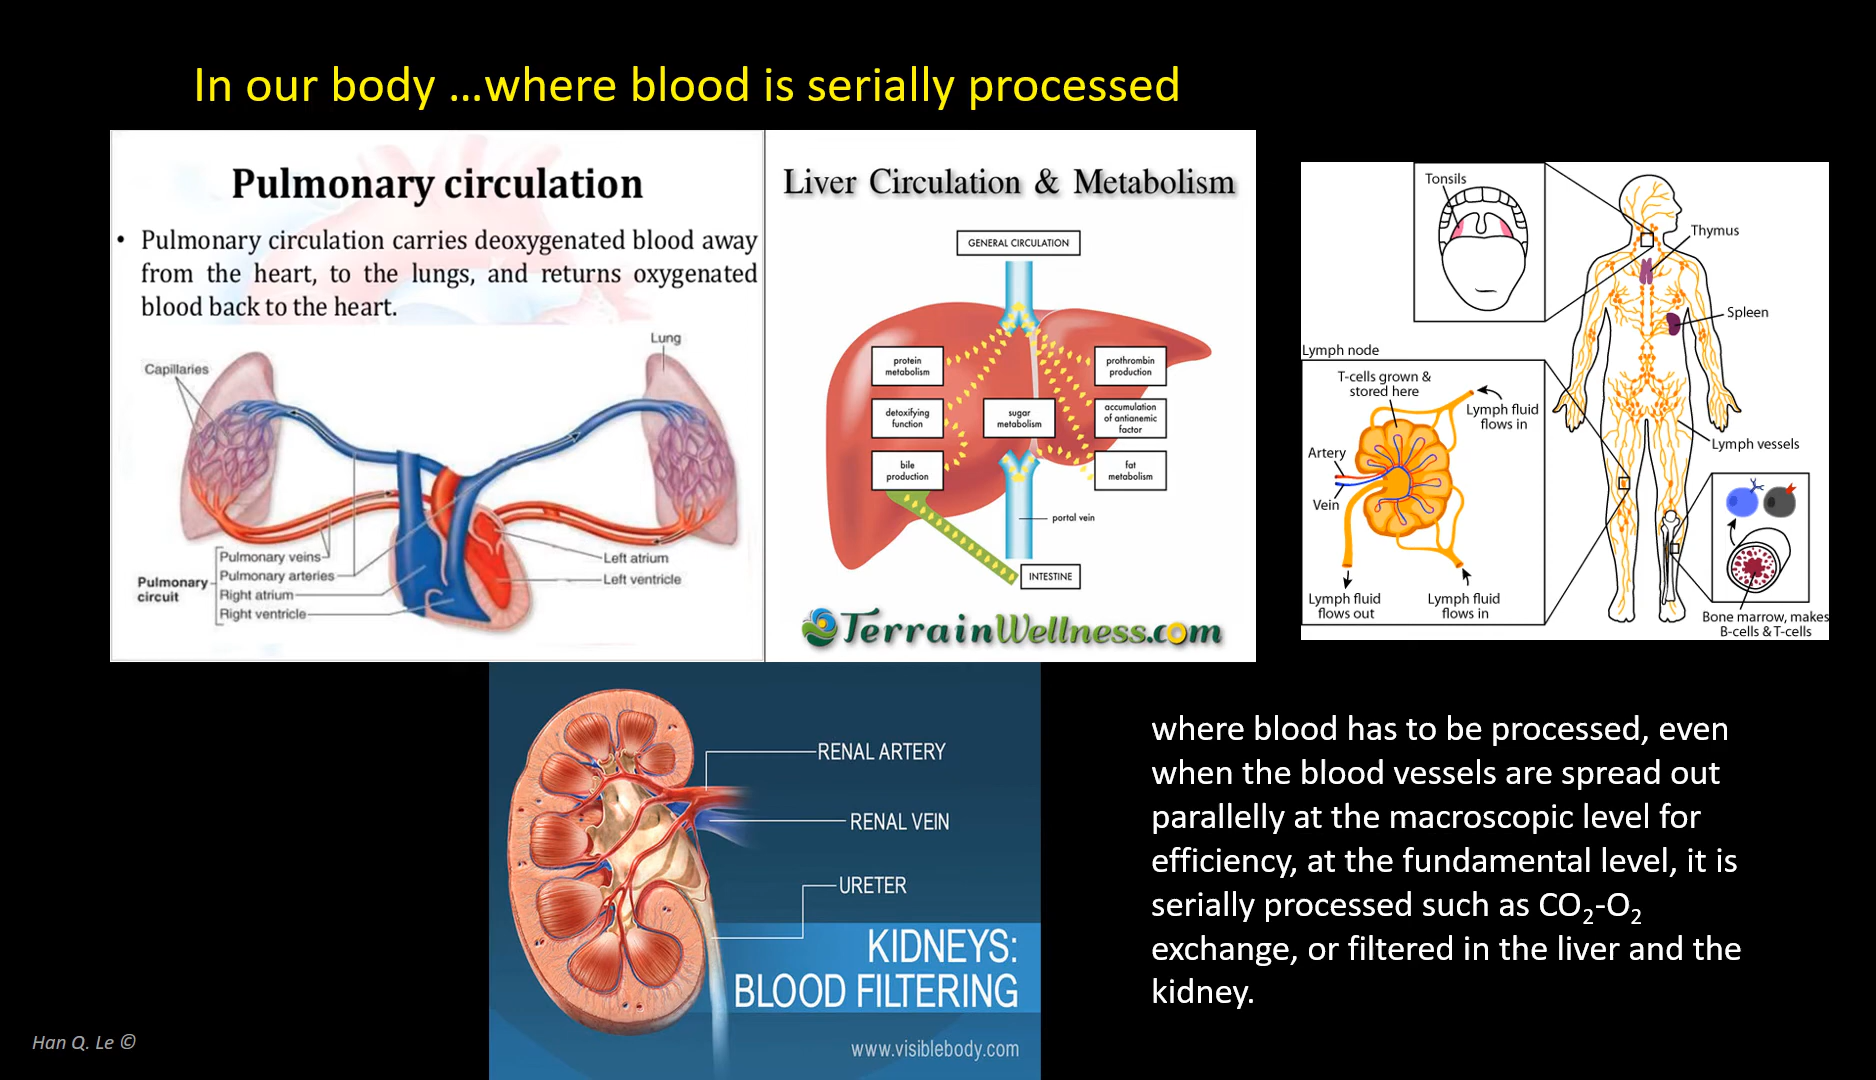 In our body ...where blood is serially processed
Pulmonary circulation
• Pulmonary circulation carries deoxygenated blood away
from the heart, to the lungs, and returns oxygenated
blood back to the heart.
Lung
Capillaries
Pulmonary veins
Pulmonary arteries
Pulmonary
circuit
Right atrium
Right ventricle
Left atrium
Left ventricle
Liver Circulation & Metabolism
GENERAL CIRCULATION
protein
metabolism
prothrombin
production
detoxifying
function
sugar
metabolism
accumulation
of antianemic
factor
bile
production
fat
metabolism
portal vein
INTESTINE
TerrainWellness.com
Tonsils
Thymus
Spleen
Lymph node
T-cells grown &
stored here
Lymph fluid
flows in
Lymph vessels
Artery
Vein
Lymph fluid
flows out
Lymph fluid
flows in
Bone marrow, makes
B-cells & T-cells
RENAL ARTERY
RENAL VEIN
URETER
KIDNEYS:
BLOOD FILTERING
www.visiblebody.com
where blood has to be processed, even
when the blood vessels are spread out
parallelly at the macroscopic level for
efficiency, at the fundamental level, it is
serially processed such as CO₂-O₂
exchange, or filtered in the liver and the
kidney.
Han Q. Le ©